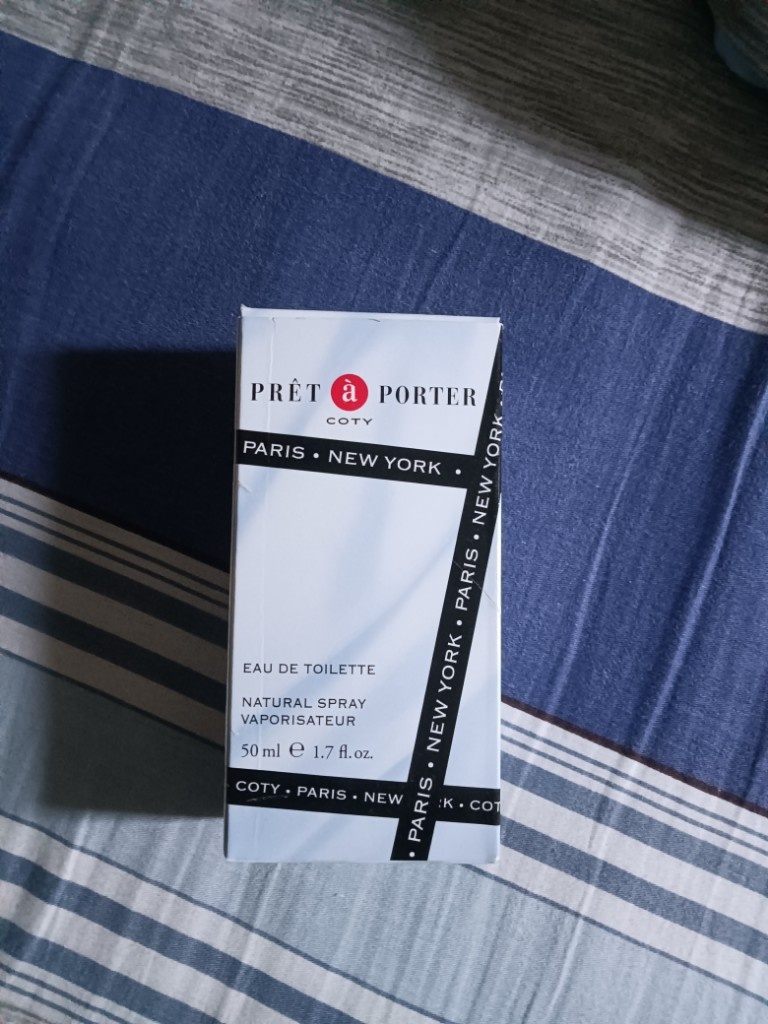 PRÊT à PORTER
COTY
PARIS • NEW YORK •
• PARIS • NEW YORK • PARIS • NEW YORK •
EAU DE TOILETTE
NATURAL SPRAY
VAPORISATEUR
50 ml ℮ 1.7 fl.oz.
COTY • PARIS • NEW